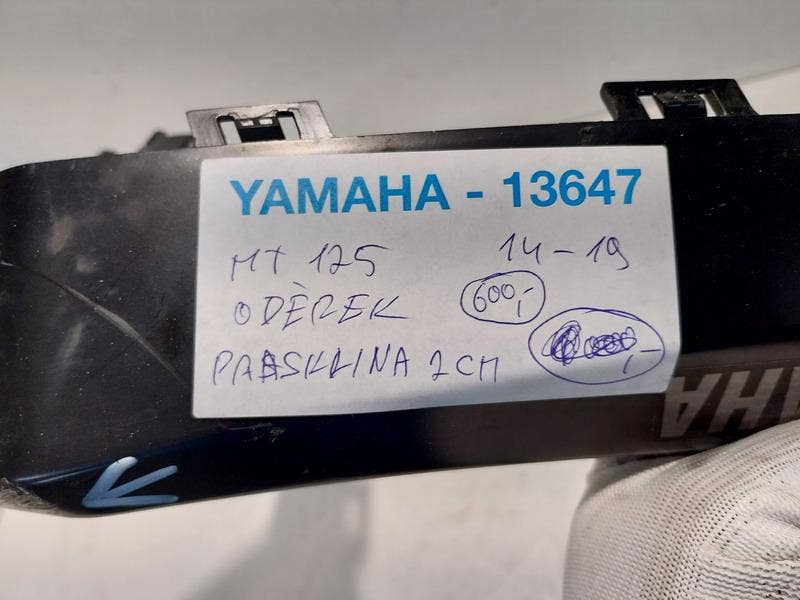 YAMAHA - 13647
MT 125 14-19
ODĚREK 600,-
PRASKLINA 2CM